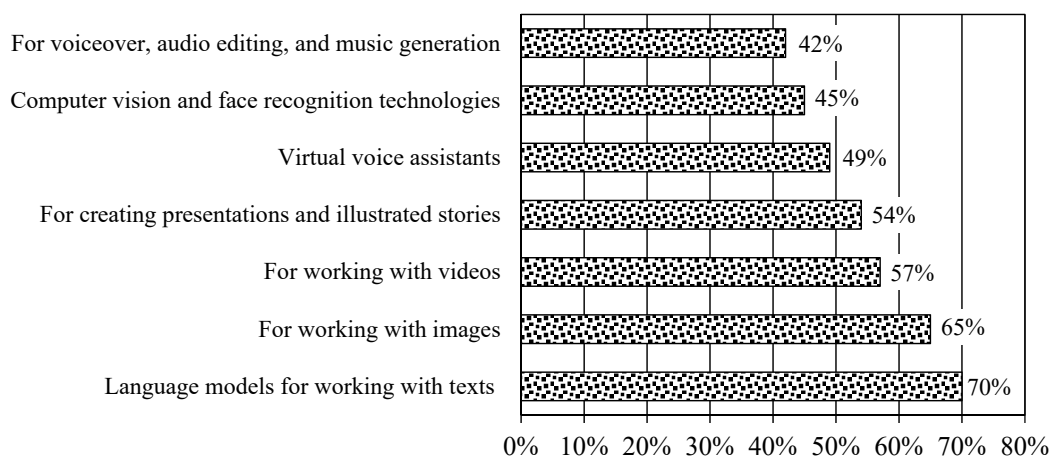 For voiceover, audio editing, and music generation 42%
Computer vision and face recognition technologies 45%
Virtual voice assistants 49%
For creating presentations and illustrated stories 54%
For working with videos 57%
For working with images 65%
Language models for working with texts 70%
0% 10% 20% 30% 40% 50% 60% 70% 80%